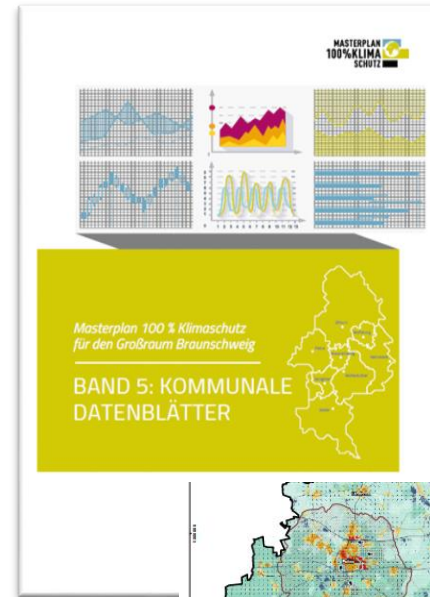 MASTERPLAN
100%KLIMA
SCHUTZ
Masterplan 100 % Klimaschutz
für den Großraum Braunschweig
BAND 5: KOMMUNALE
DATENBLÄTTER